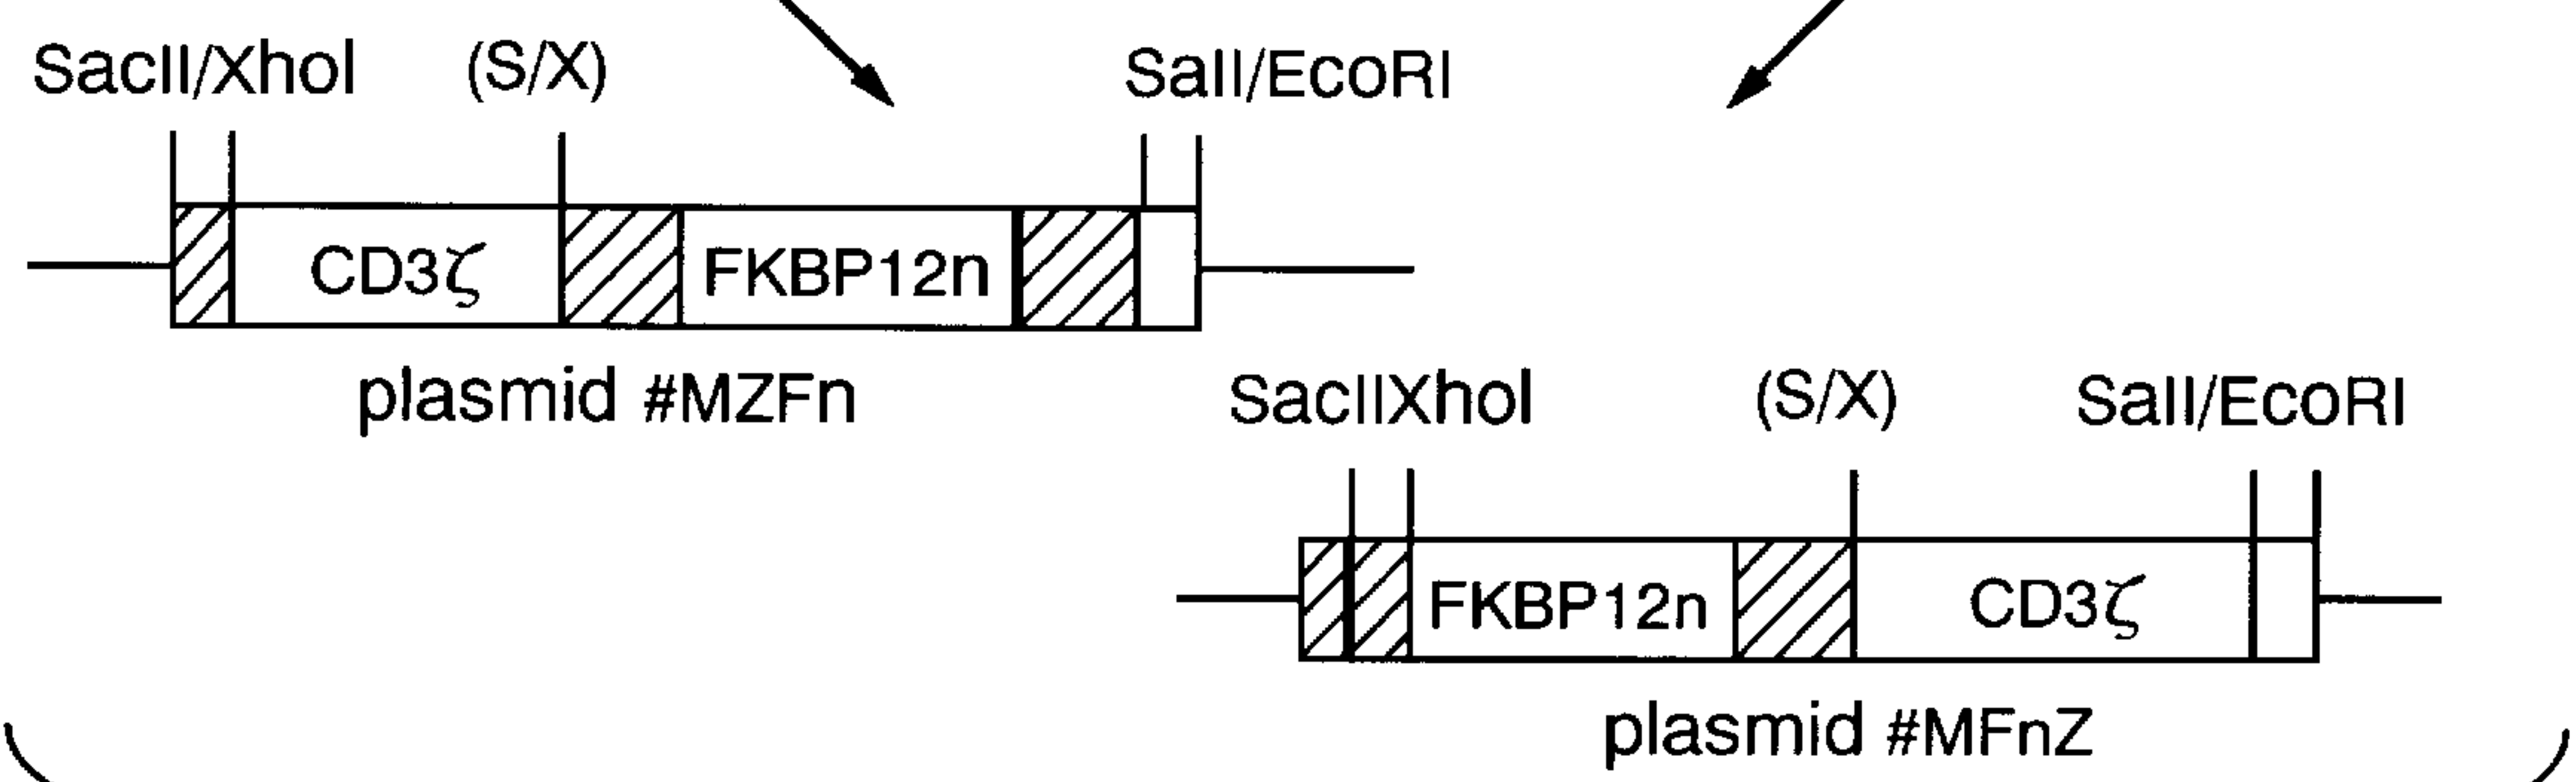 SacII/XhoI (S/X) SalI/EcoRI
CD3ζ FKBP12n
plasmid #MZFn
SacIIXhoI (S/X) SalI/EcoRI
FKBP12n CD3ζ
plasmid #MFnZ